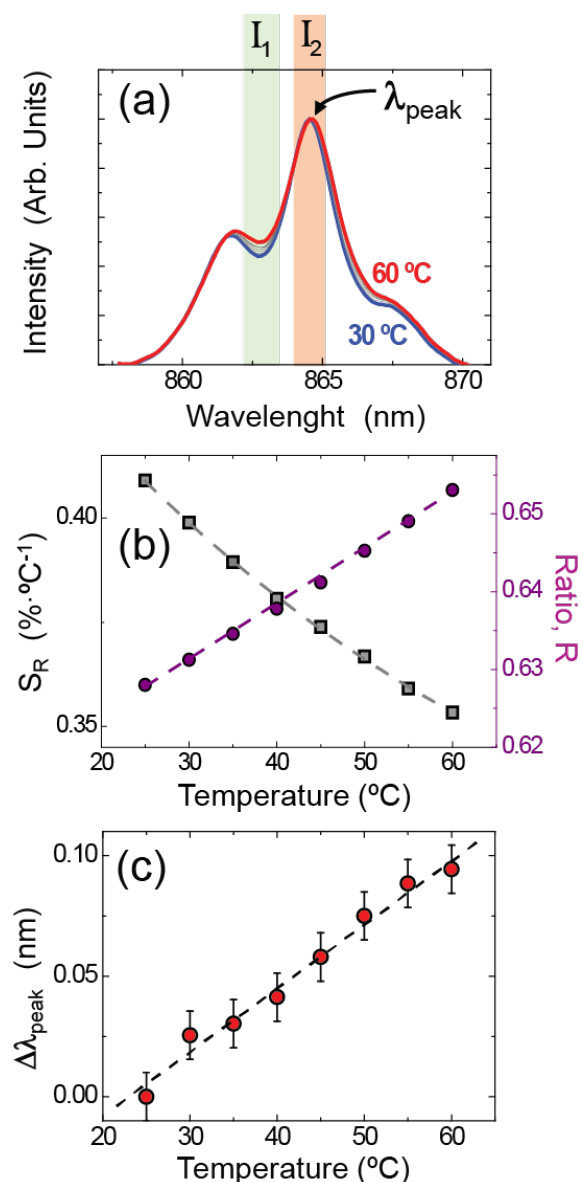 I₁ I₂
(a)
λpeak
60 ºC
30 ºC
Intensity (Arb. Units)
860 865 870
Wavelenght (nm)
(b)
0.40
0.35
S_R (%·ºC⁻¹)
0.65
0.64
0.63
0.62
Ratio, R
20 30 40 50 60
Temperature (ºC)
(c)
0.10
0.05
0.00
Δλpeak (nm)
20 30 40 50 60
Temperature (ºC)